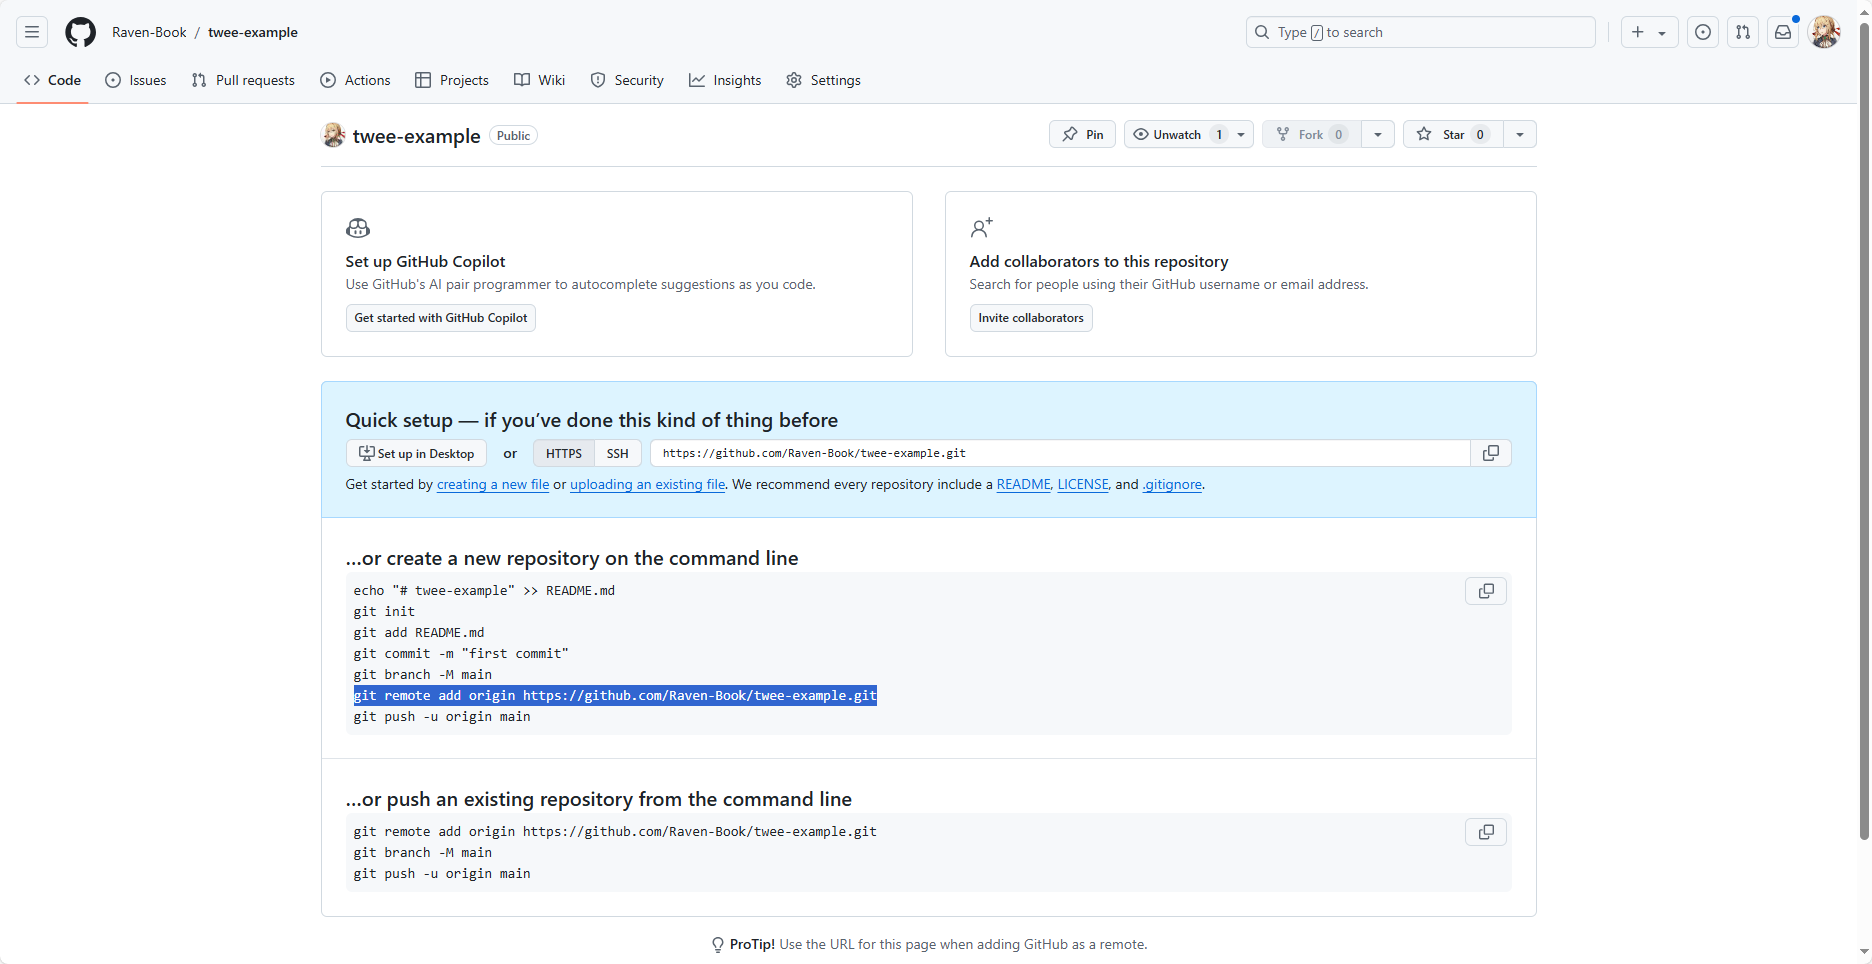 Raven-Book / twee-example
Type / to search
Code Issues Pull requests Actions Projects Wiki Security Insights Settings
twee-example Public
Pin Unwatch 1 Fork 0 Star 0
Set up GitHub Copilot
Use GitHub's AI pair programmer to autocomplete suggestions as you code.
Get started with GitHub Copilot
Add collaborators to this repository
Search for people using their GitHub username or email address.
Invite collaborators
Quick setup — if you’ve done this kind of thing before
Set up in Desktop or HTTPS SSH https://github.com/Raven-Book/twee-example.git
Get started by creating a new file or uploading an existing file. We recommend every repository include a README, LICENSE, and .gitignore.
…or create a new repository on the command line
echo "# twee-example" >> README.md
git init
git add README.md
git commit -m "first commit"
git branch -M main
git remote add origin https://github.com/Raven-Book/twee-example.git
git push -u origin main
…or push an existing repository from the command line
git remote add origin https://github.com/Raven-Book/twee-example.git
git branch -M main
git push -u origin main
ProTip! Use the URL for this page when adding GitHub as a remote.